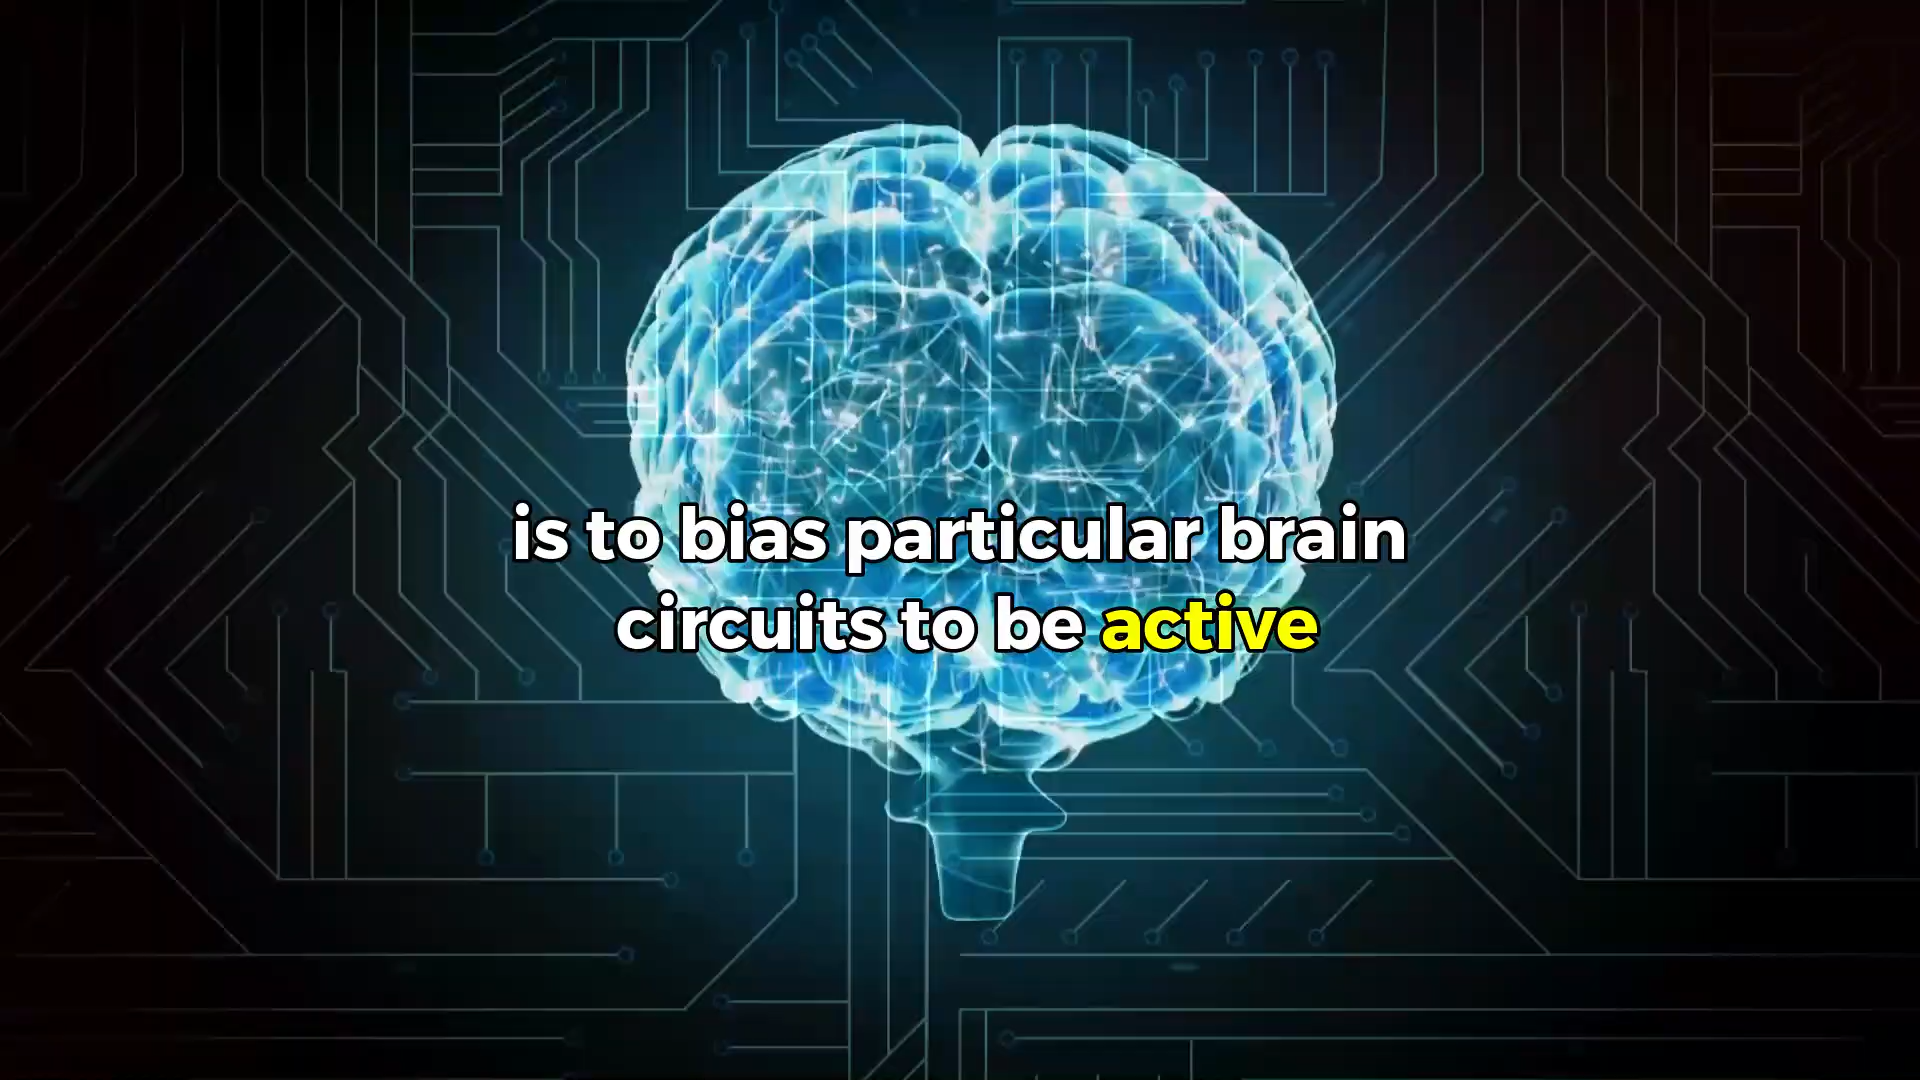 is to bias particular brain
circuits to be active